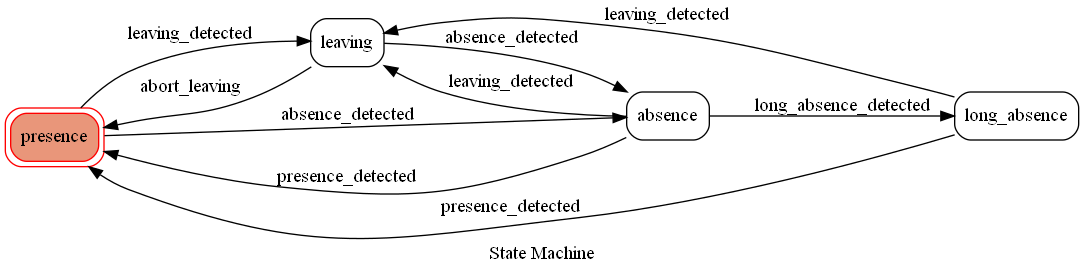 leaving_detected
leaving_detected
leaving
absence_detected
abort_leaving
leaving_detected
long_absence_detected
absence_detected
absence
long_absence
presence
presence_detected
presence_detected
State Machine